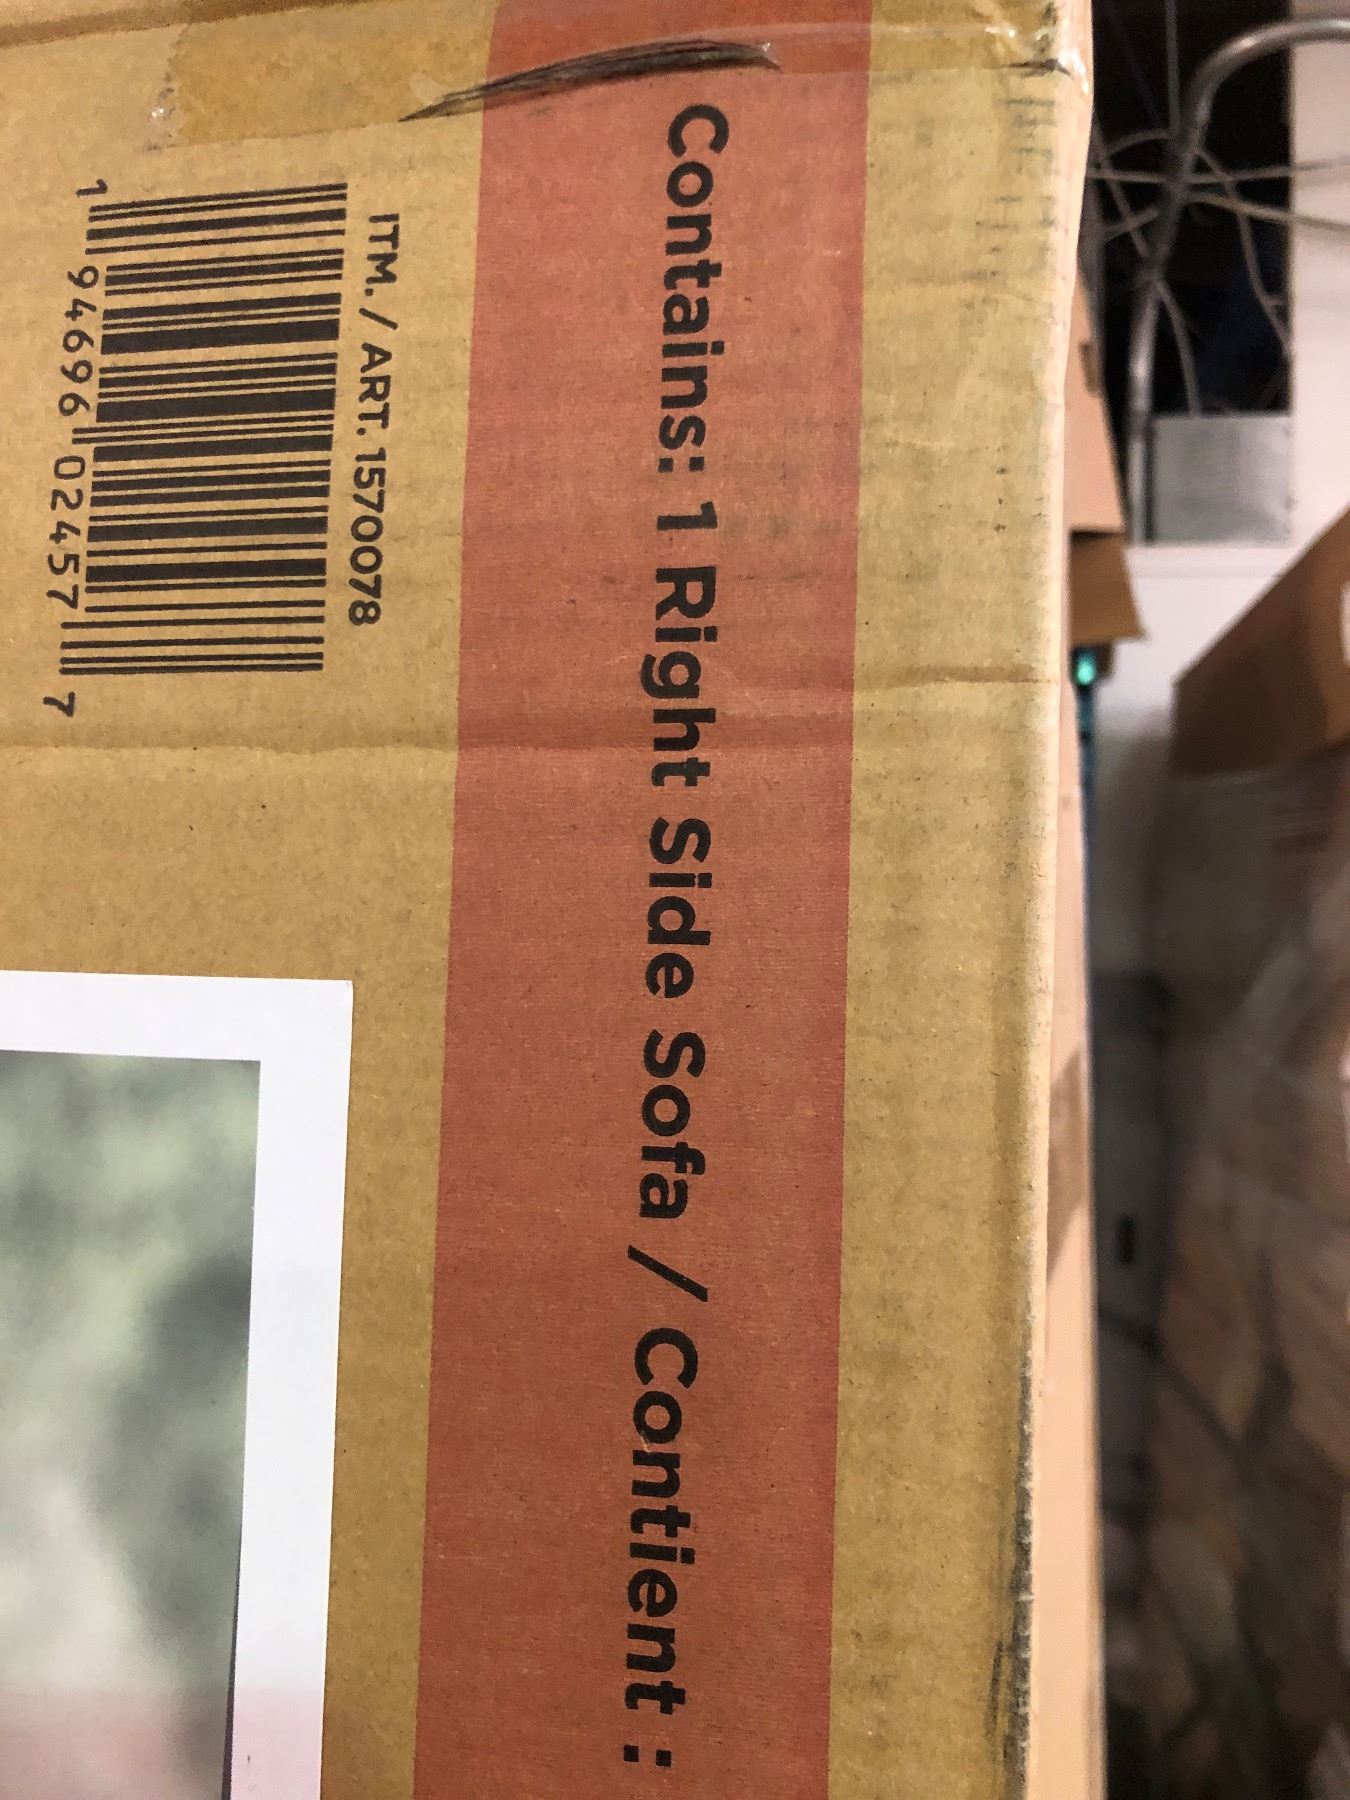 Contains: 1 Right Side Sofa / Contient :
ITM. / ART. 1570078
1 94696 02457 7